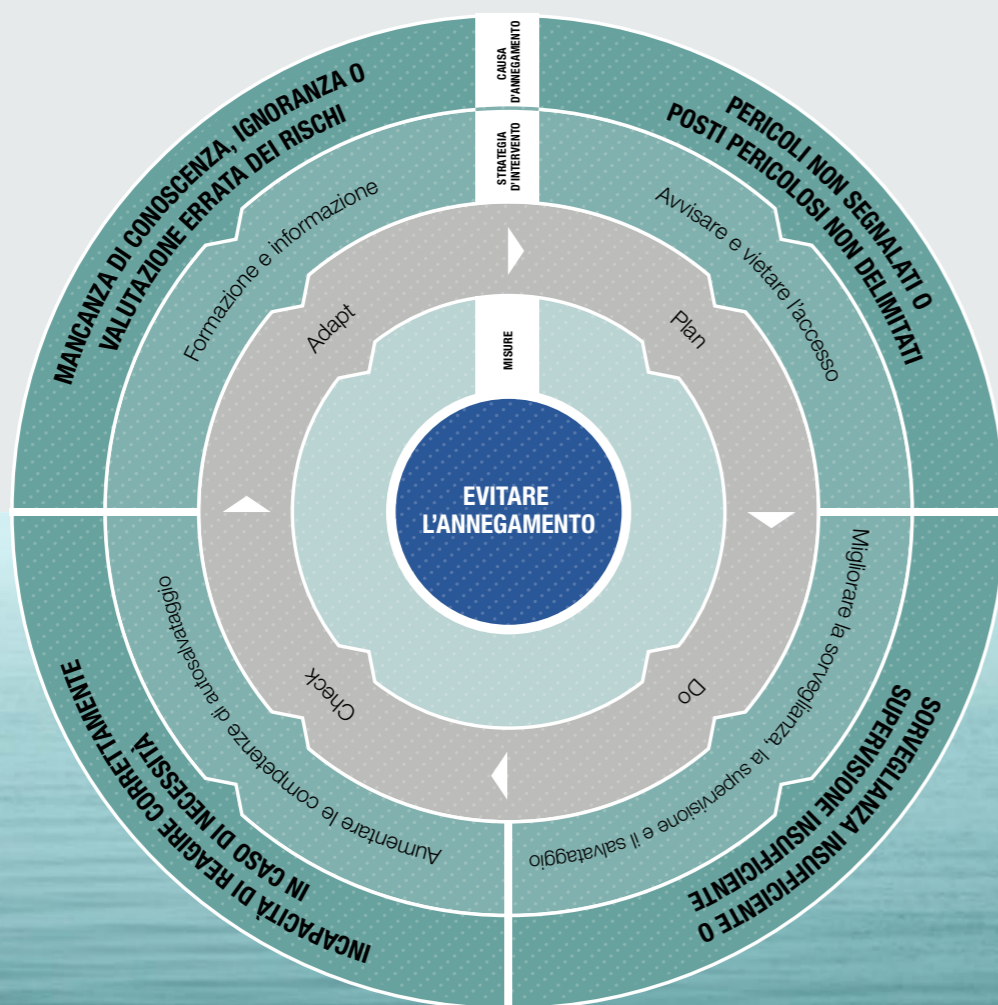 CAUSA
D'ANNEGAMENTO
STRATEGIA
D'INTERVENTO
MISURE
EVITARE
L'ANNEGAMENTO
MANCANZA DI CONOSCENZA, IGNORANZA O
VALUTAZIONE ERRATA DEI RISCHI
Formazione e informazione
Adapt
PERICOLI NON SEGNALATI O
POSTI PERICOLOSI NON DELIMITATI
Avvisare e vietare l'accesso
Plan
SORVEGLIANZA INSUFFICIENTE O
SUPERVISIONE INSUFFICIENTE
Migliorare la sorveglianza, la supervisione e il salvataggio
Do
INCAPACITÀ DI REAGIRE CORRETTAMENTE
IN CASO DI NECESSITÀ
Aumentare le competenze di autosalvataggio
Check